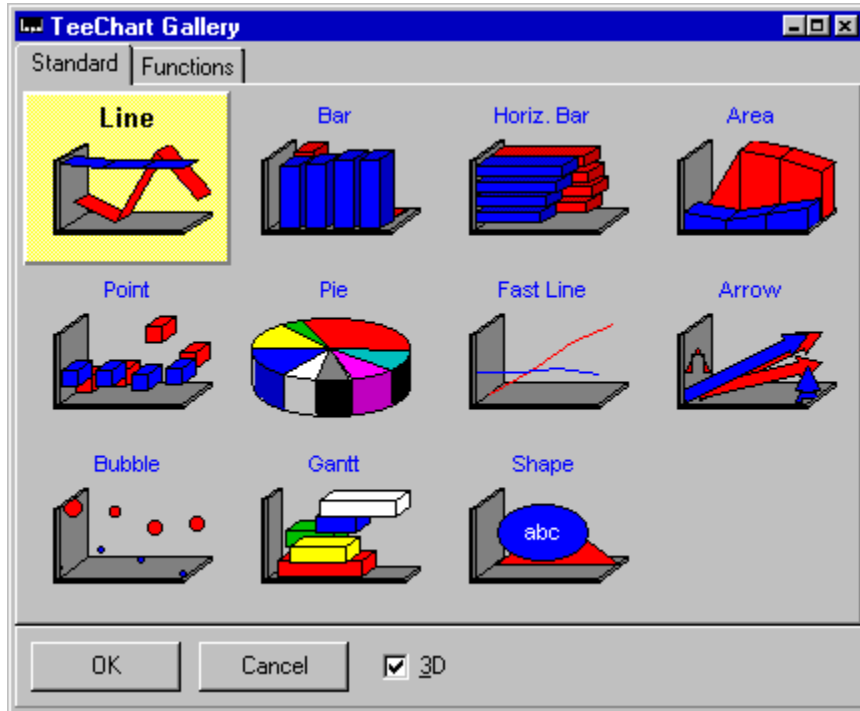 TeeChart Gallery
Standard Functions
Line Bar Horiz. Bar Area
Point Pie Fast Line Arrow
Bubble Gantt Shape
abc
OK Cancel 3D